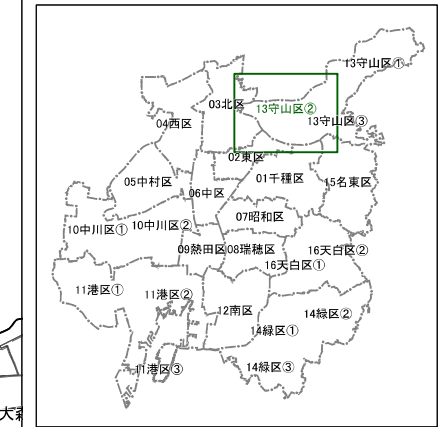 13守山区①
03北区
13守山区②
04西区
13守山区③
02東区
05中村区
01千種区
15名東区
06中区
07昭和区
10中川区①
10中川区②
09熱田区
08瑞穂区
16天白区②
16天白区①
11港区①
11港区②
12南区
14緑区②
14緑区①
11港区③
14緑区③
大森